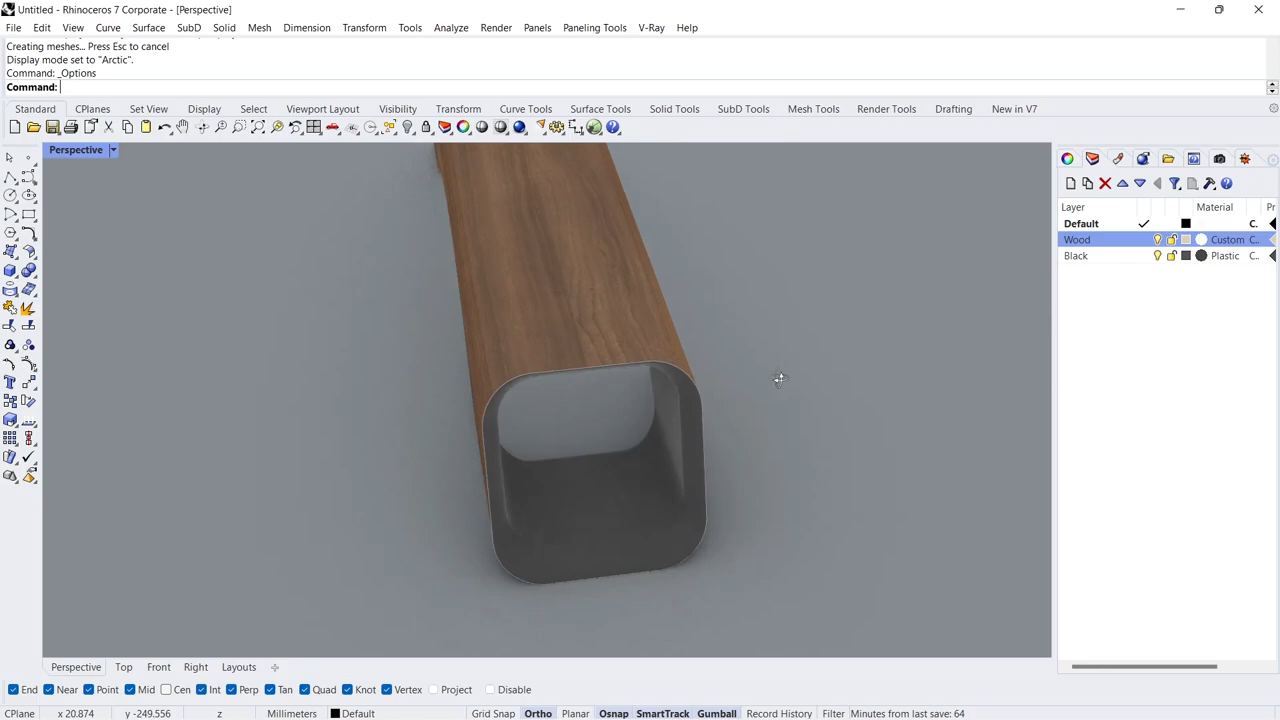 Untitled - Rhinoceros 7 Corporate - [Perspective]
File Edit View Curve Surface SubD Solid Mesh Dimension Transform Tools Analyze Render Panels Paneling Tools V-Ray Help
Creating meshes... Press Esc to cancel
Display mode set to "Arctic".
Command: _Options
Command:
Standard CPlanes Set View Display Select Viewport Layout Visibility Transform Curve Tools Surface Tools Solid Tools SubD Tools Mesh Tools Render Tools Drafting New in V7
Perspective
Layer Material Pr
Default C.
Wood Custom C.
Black Plastic C.
Perspective Top Front Right Layouts
End Near Point Mid Cen Int Perp Tan Quad Knot Vertex Project Disable
CPlane x 20.874 y -249.556 z Millimeters Default Grid Snap Ortho Planar Osnap SmartTrack Gumball Record History Filter Minutes from last save: 64